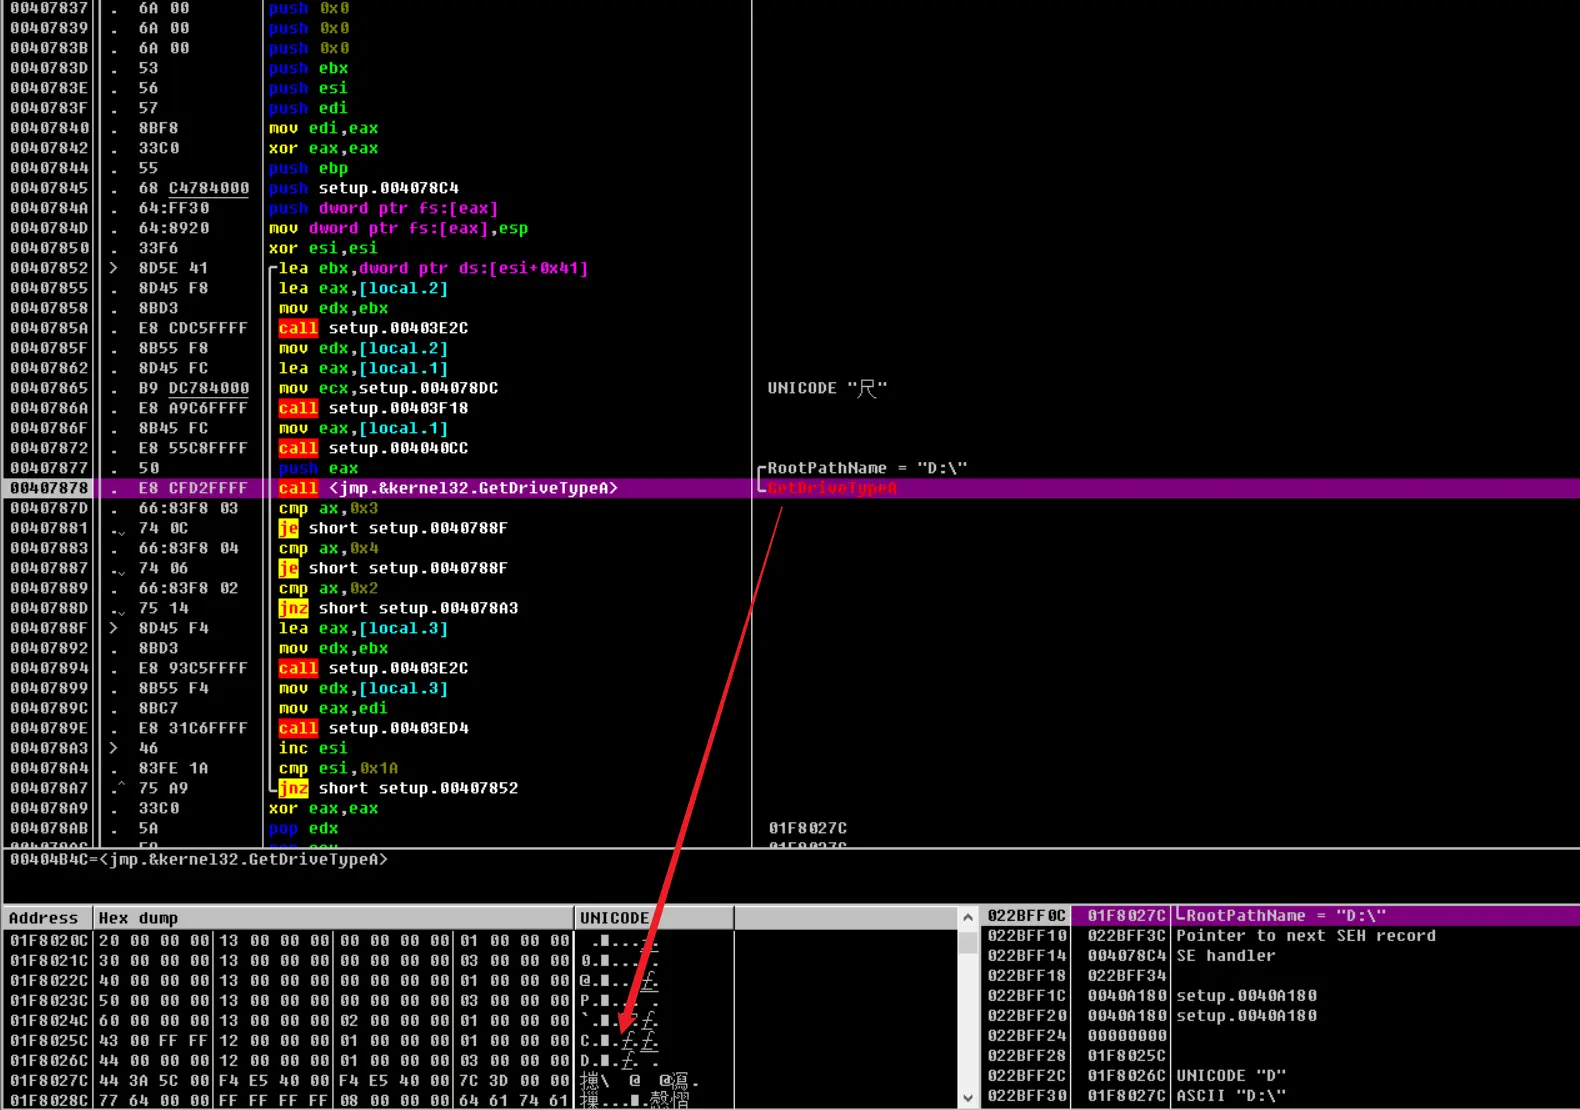 00407837 . 6A 00 push 0x0
00407839 . 6A 00 push 0x0
0040783B . 6A 00 push 0x0
0040783D . 53 push ebx
0040783E . 56 push esi
0040783F . 57 push edi
00407840 . 8BF8 mov edi,eax
00407842 . 33C0 xor eax,eax
00407844 . 55 push ebp
00407845 . 68 C4784000 push setup.004078C4
0040784A . 64:FF30 push dword ptr fs:[eax]
0040784D . 64:8920 mov dword ptr fs:[eax],esp
00407850 . 33F6 xor esi,esi
00407852 > 8D5E 41 lea ebx,dword ptr ds:[esi+0x41]
00407855 . 8D45 F8 lea eax,[local.2]
00407858 . 8BD3 mov edx,ebx
0040785A . E8 CDC5FFFF call setup.00403E2C
0040785F . 8B55 F8 mov edx,[local.2]
00407862 . 8D45 FC lea eax,[local.1]
00407865 . B9 DC784000 mov ecx,setup.004078DC UNICODE "尺"
0040786A . E8 A9C6FFFF call setup.00403F18
0040786F . 8B45 FC mov eax,[local.1]
00407872 . E8 55C8FFFF call setup.004040CC
00407877 . 50 push eax RootPathName = "D:\"
00407878 . E8 CFD2FFFF call <jmp.&kernel32.GetDriveTypeA> GetDriveTypeA
0040787D . 66:83F8 03 cmp ax,0x3
00407881 . 74 0C je short setup.0040788F
00407883 . 66:83F8 04 cmp ax,0x4
00407887 . 74 06 je short setup.0040788F
00407889 . 66:83F8 02 cmp ax,0x2
0040788D . 75 14 jnz short setup.004078A3
0040788F > 8D45 F4 lea eax,[local.3]
00407892 . 8BD3 mov edx,ebx
00407894 . E8 93C5FFFF call setup.00403E2C
00407899 . 8B55 F4 mov edx,[local.3]
0040789C . 8BC7 mov eax,edi
0040789E . E8 31C6FFFF call setup.00403ED4
004078A3 > 46 inc esi
004078A4 . 83FE 1A cmp esi,0x1A
004078A7 .^ 75 A9 jnz short setup.00407852
004078A9 . 33C0 xor eax,eax
004078AB . 5A pop edx 01F8027C
00404B4C=<jmp.&kernel32.GetDriveTypeA>
Address Hex dump UNICODE
01F8020C 20 00 00 00 13 00 00 00 00 00 00 00 01 00 00 00
01F8021C 30 00 00 00 13 00 00 00 00 00 00 00 03 00 00 00 0
01F8022C 40 00 00 00 13 00 00 00 00 00 00 00 01 00 00 00 @
01F8023C 50 00 00 00 13 00 00 00 00 00 00 00 03 00 00 00 P
01F8024C 60 00 00 00 13 00 00 00 02 00 00 00 01 00 00 00 `
01F8025C 43 00 FF FF 12 00 00 00 01 00 00 00 01 00 00 00 C
01F8026C 44 00 00 00 12 00 00 00 01 00 00 00 03 00 00 00 D
01F8027C 44 3A 5C 00 F4 E5 40 00 F4 E5 40 00 7C 3D 00 00
01F8028C 77 64 00 00 FF FF FF FF 08 00 00 00 64 61 74 61
022BFF0C 01F8027C RootPathName = "D:\"
022BFF10 022BFF3C Pointer to next SEH record
022BFF14 004078C4 SE handler
022BFF18 022BFF34
022BFF1C 0040A180 setup.0040A180
022BFF20 0040A180 setup.0040A180
022BFF24 00000000
022BFF28 01F8025C
022BFF2C 01F8026C UNICODE "D"
022BFF30 01F8027C ASCII "D:\"